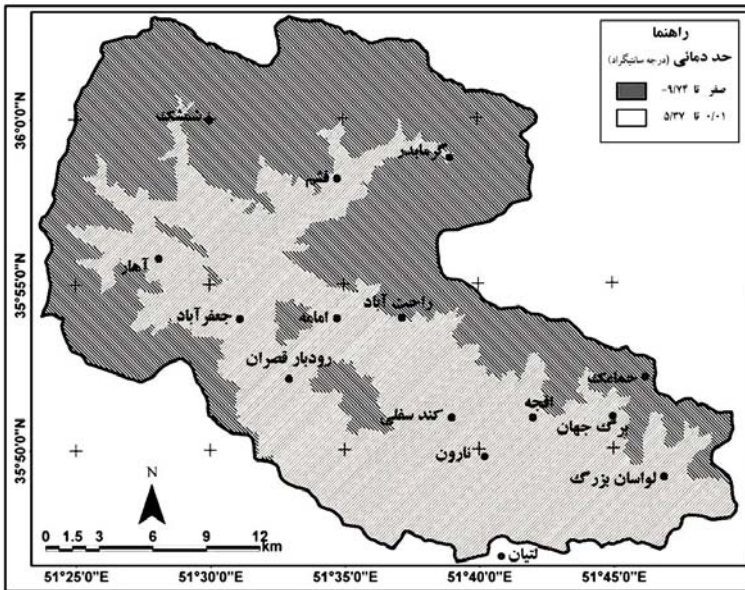 راهنما
حد دمائی (درجه سانتیگراد)
صفر تا ۹/۷۴-
۰/۰۱ تا ۵/۳۷
36°0'0"N
35°55'0"N
35°50'0"N
ششک
گرمابدر
فشم
آهار
راحت آباد
جعفرآباد
امامه
رودبار قصران
حمامک
افجه
برگ جهان
کند سفلی
نارون
لواسان بزرگ
لتیان
N
0 1.5 3 6 9 12
km
51°25'0"E 51°30'0"E 51°35'0"E 51°40'0"E 51°45'0"E